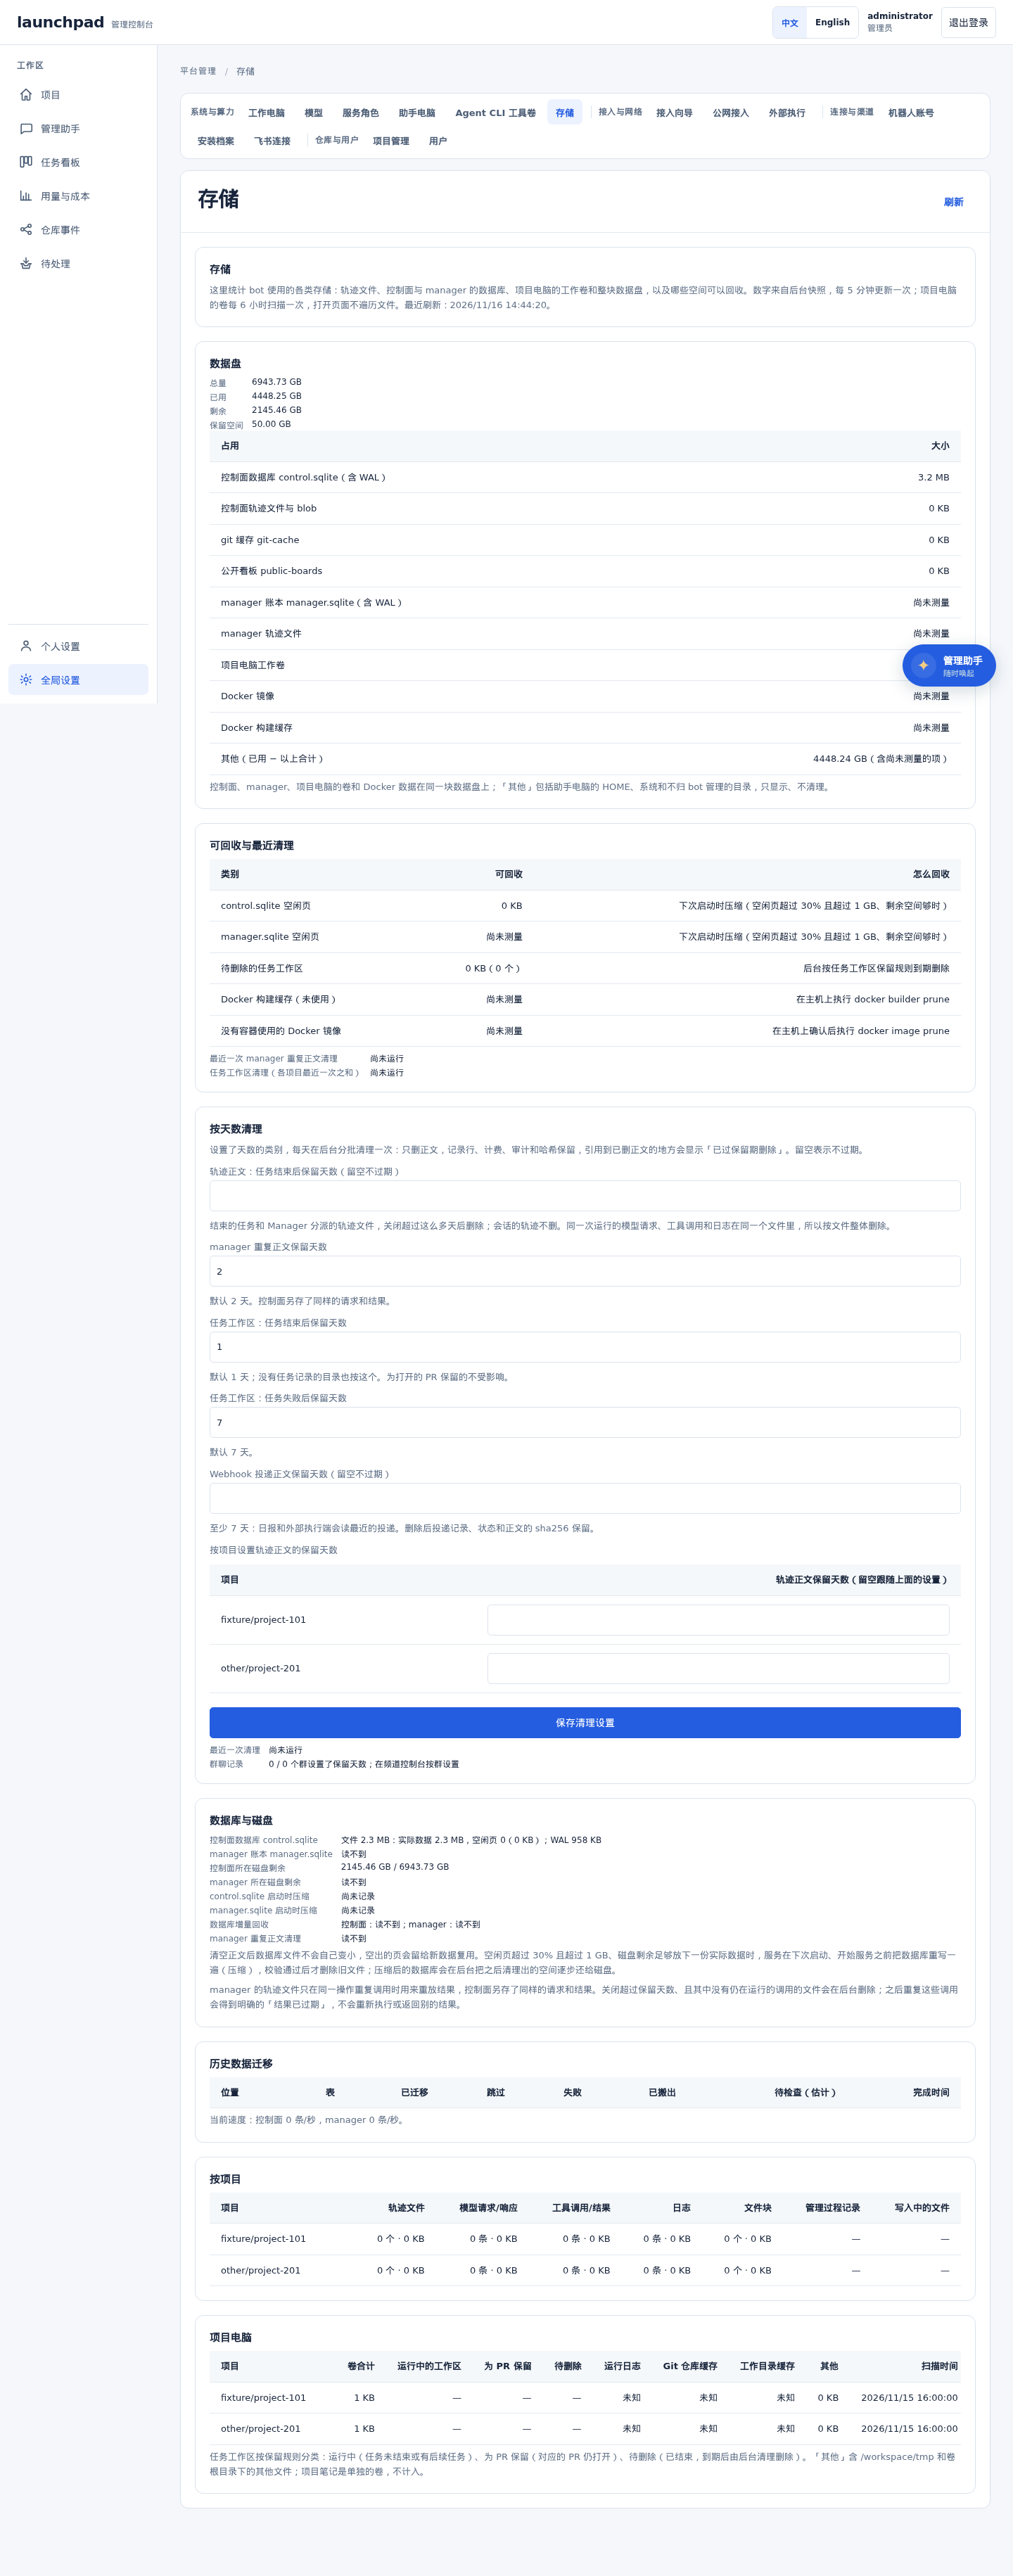 launchpad 管理控制台
中文 English administrator 管理员 退出登录
工作区
项目
管理助手
任务看板
用量与成本
仓库事件
待处理
个人设置
全局设置
平台管理 / 存储
系统与算力 工作电脑 模型 服务角色 助手电脑 Agent CLI 工具卷 存储 接入与网络 接入向导 公网接入 外部执行 连接与渠道 机器人账号
安装档案 飞书连接 仓库与用户 项目管理 用户
存储 刷新
存储
这里统计 bot 使用的各类存储：轨迹文件、控制面与 manager 的数据库、项目电脑的工作卷和整块数据盘，以及哪些空间可以回收。数字来自后台快照，每 5 分钟更新一次；项目电脑
的卷每 6 小时扫描一次，打开页面不遍历文件。最近刷新：2026/11/16 14:44:20。
数据盘
总量 6943.73 GB
已用 4448.25 GB
剩余 2145.46 GB
保留空间 50.00 GB
占用 大小
控制面数据库 control.sqlite（含 WAL） 3.2 MB
控制面轨迹文件与 blob 0 KB
git 缓存 git-cache 0 KB
公开看板 public-boards 0 KB
manager 账本 manager.sqlite（含 WAL） 尚未测量
manager 轨迹文件 尚未测量
项目电脑工作卷
管理助手
随时唤起
Docker 镜像 尚未测量
Docker 构建缓存 尚未测量
其他（已用 − 以上合计） 4448.24 GB（含尚未测量的项）
控制面、manager、项目电脑的卷和 Docker 数据在同一块数据盘上；「其他」包括助手电脑的 HOME、系统和不归 bot 管理的目录，只显示、不清理。
可回收与最近清理
类别 可回收 怎么回收
control.sqlite 空闲页 0 KB 下次启动时压缩（空闲页超过 30% 且超过 1 GB、剩余空间够时）
manager.sqlite 空闲页 尚未测量 下次启动时压缩（空闲页超过 30% 且超过 1 GB、剩余空间够时）
待删除的任务工作区 0 KB（0 个） 后台按任务工作区保留规则到期删除
Docker 构建缓存（未使用） 尚未测量 在主机上执行 docker builder prune
没有容器使用的 Docker 镜像 尚未测量 在主机上确认后执行 docker image prune
最近一次 manager 重复正文清理 尚未运行
任务工作区清理（各项目最近一次之和） 尚未运行
按天数清理
设置了天数的类别，每天在后台分批清理一次：只删正文，记录行、计费、审计和哈希保留，引用到已删正文的地方会显示「已过保留期删除」。留空表示不过期。
轨迹正文：任务结束后保留天数（留空不过期）
结束的任务和 Manager 分派的轨迹文件，关闭超过这么多天后删除；会话的轨迹不删。同一次运行的模型请求、工具调用和日志在同一个文件里，所以按文件整体删除。
manager 重复正文保留天数
2
默认 2 天。控制面另存了同样的请求和结果。
任务工作区：任务结束后保留天数
1
默认 1 天；没有任务记录的目录也按这个。为打开的 PR 保留的不受影响。
任务工作区：任务失败后保留天数
7
默认 7 天。
Webhook 投递正文保留天数（留空不过期）
至少 7 天：日报和外部执行端会读最近的投递。删除后投递记录、状态和正文的 sha256 保留。
按项目设置轨迹正文的保留天数
项目 轨迹正文保留天数（留空跟随上面的设置）
fixture/project-101
other/project-201
保存清理设置
最近一次清理 尚未运行
群聊记录 0 / 0 个群设置了保留天数；在频道控制台按群设置
数据库与磁盘
控制面数据库 control.sqlite 文件 2.3 MB：实际数据 2.3 MB，空闲页 0（0 KB）；WAL 958 KB
manager 账本 manager.sqlite 读不到
控制面所在磁盘剩余 2145.46 GB / 6943.73 GB
manager 所在磁盘剩余 读不到
control.sqlite 启动时压缩 尚未记录
manager.sqlite 启动时压缩 尚未记录
数据库增量回收 控制面：读不到；manager：读不到
manager 重复正文清理 读不到
清空正文后数据库文件不会自己变小，空出的页会留给新数据复用。空闲页超过 30% 且超过 1 GB、磁盘剩余足够放下一份实际数据时，服务在下次启动、开始服务之前把数据库重写一
遍（压缩），校验通过后才删除旧文件；压缩后的数据库会在后台把之后清理出的空间逐步还给磁盘。
manager 的轨迹文件只在同一操作重复调用时用来重放结果，控制面另存了同样的请求和结果。关闭超过保留天数、且其中没有仍在运行的调用的文件会在后台删除；之后重复这些调用
会得到明确的「结果已过期」，不会重新执行或返回别的结果。
历史数据迁移
位置 表 已迁移 跳过 失败 已搬出 待检查（估计） 完成时间
当前速度：控制面 0 条/秒，manager 0 条/秒。
按项目
项目 轨迹文件 模型请求/响应 工具调用/结果 日志 文件块 管理过程记录 写入中的文件
fixture/project-101 0 个 · 0 KB 0 条 · 0 KB 0 条 · 0 KB 0 条 · 0 KB 0 个 · 0 KB — —
other/project-201 0 个 · 0 KB 0 条 · 0 KB 0 条 · 0 KB 0 条 · 0 KB 0 个 · 0 KB — —
项目电脑
项目 卷合计 运行中的工作区 为 PR 保留 待删除 运行日志 Git 仓库缓存 工作目录缓存 其他 扫描时间
fixture/project-101 1 KB — — — 未知 未知 未知 0 KB 2026/11/15 16:00:00
other/project-201 1 KB — — — 未知 未知 未知 0 KB 2026/11/15 16:00:00
任务工作区按保留规则分类：运行中（任务未结束或有后续任务）、为 PR 保留（对应的 PR 仍打开）、待删除（已结束，到期后由后台清理删除）。「其他」含 /workspace/tmp 和卷
根目录下的其他文件；项目笔记是单独的卷，不计入。